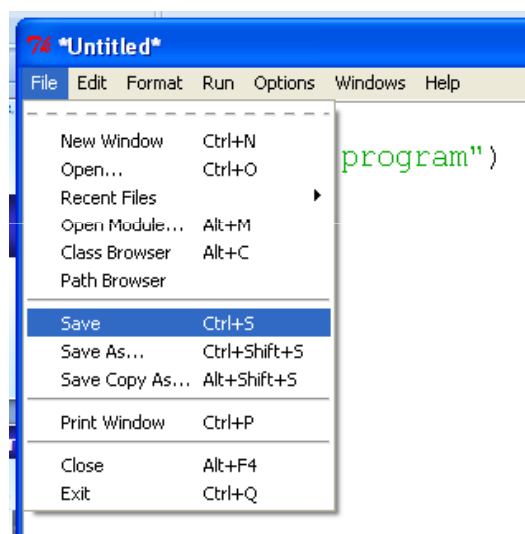 *Untitled*
File Edit Format Run Options Windows Help
New Window Ctrl+N
program")
Open... Ctrl+O
Recent Files
Open Module... Alt+M
Class Browser Alt+C
Path Browser
Save Ctrl+S
Save As... Ctrl+Shift+S
Save Copy As... Alt+Shift+S
Print Window Ctrl+P
Close Alt+F4
Exit Ctrl+Q